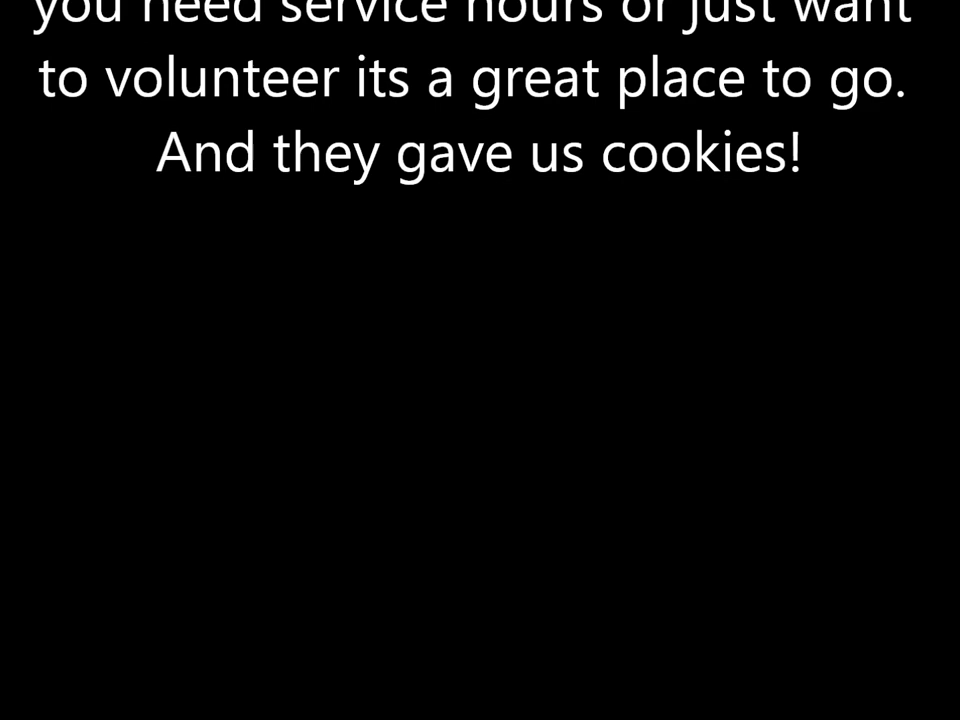 you need service hours or just want
to volunteer its a great place to go.
And they gave us cookies!